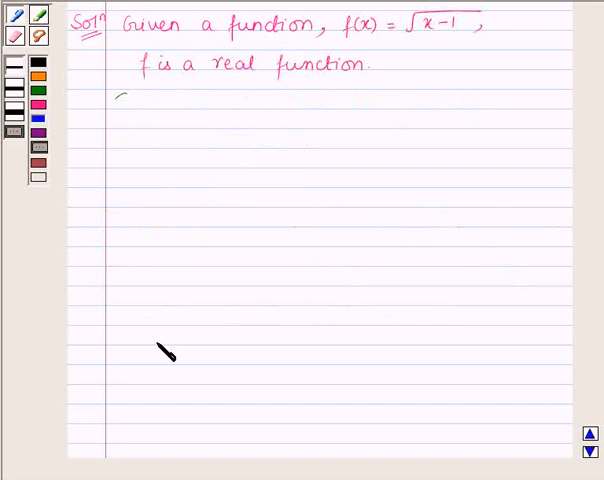 Soln Given a function, f(x) = √x-1,
f is a real function.